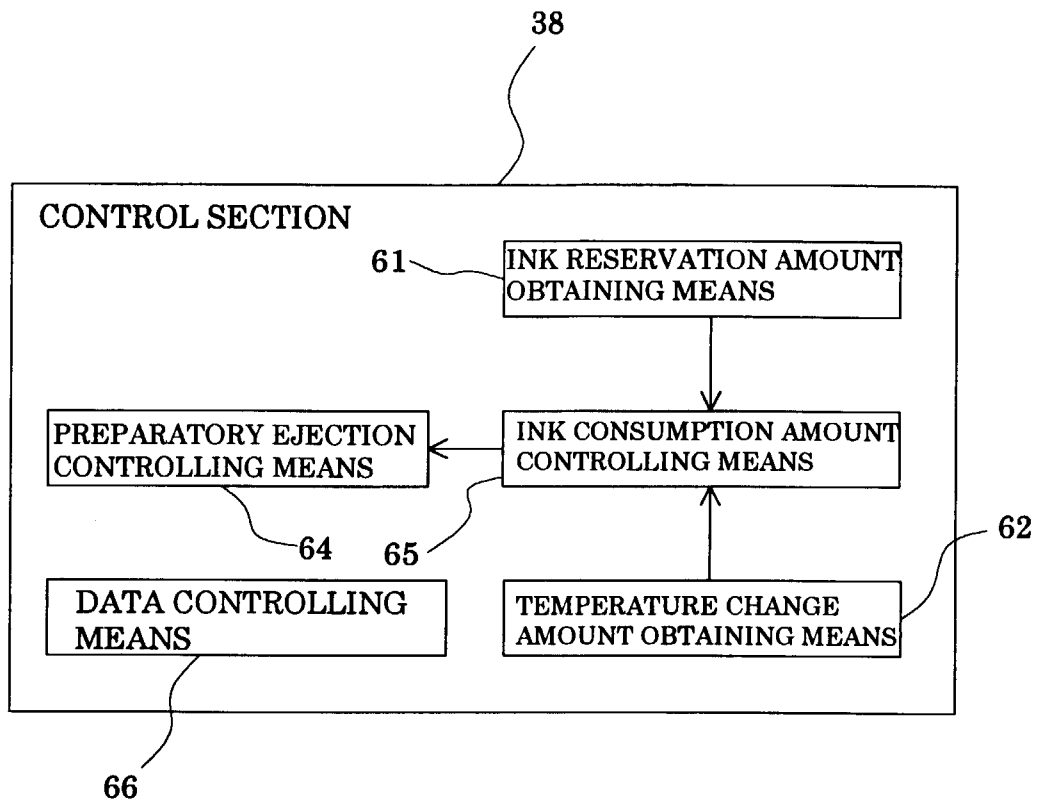 38
CONTROL SECTION
61
INK RESERVATION AMOUNT
OBTAINING MEANS
PREPARATORY EJECTION
CONTROLLING MEANS
INK CONSUMPTION AMOUNT
CONTROLLING MEANS
64
65
62
DATA CONTROLLING
MEANS
TEMPERATURE CHANGE
AMOUNT OBTAINING MEANS
66